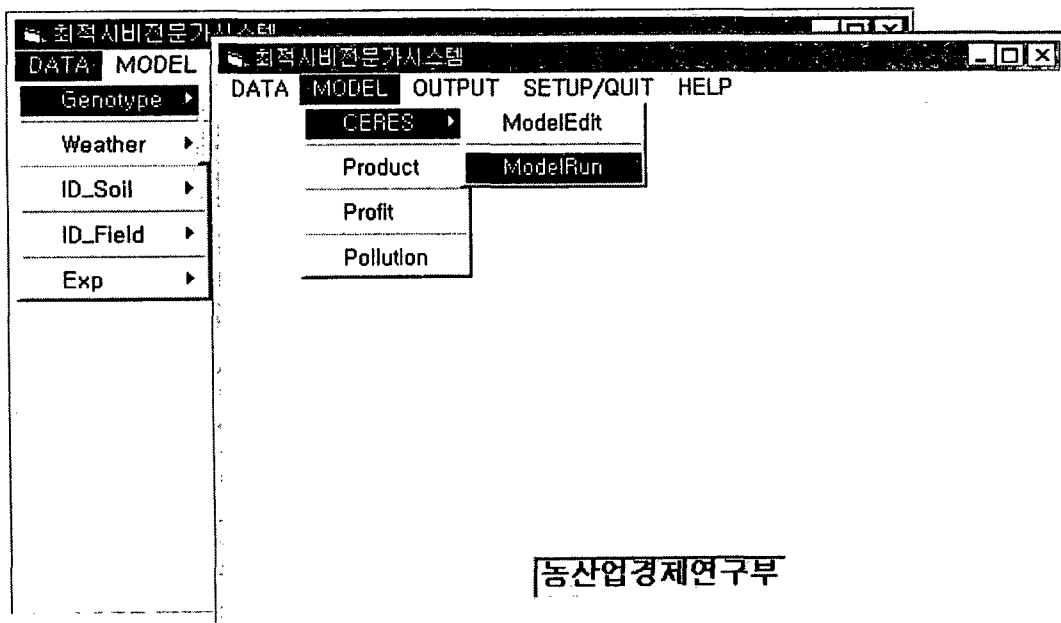 최적시비전문가시스템
DATA MODEL
Genotype
Weather
ID_Soil
ID_Field
Exp
최적시비전문가시스템
DATA MODEL OUTPUT SETUP/QUIT HELP
CERES
Product
Profit
Pollution
ModelEdit
ModelRun
농산업경제연구부